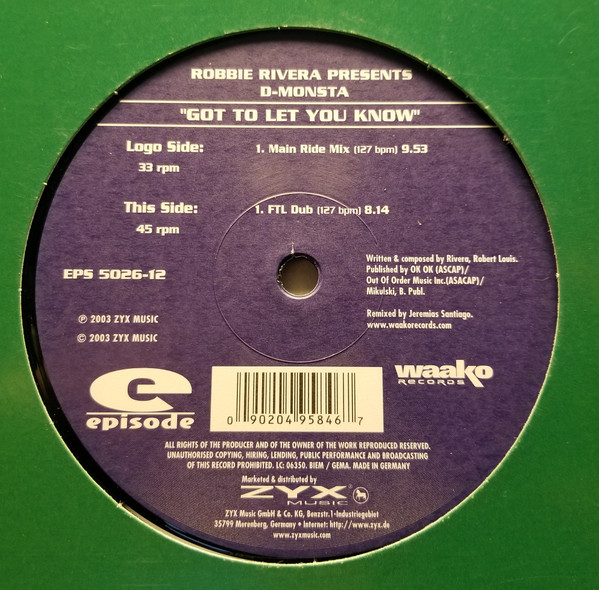 ROBBIE RIVERA PRESENTS
D-MONSTA
"GOT TO LET YOU KNOW"
Logo Side: 1. Main Ride Mix (127 bpm) 9.53
33 rpm
This Side: 1. FTL Dub (127 bpm) 8.14
45 rpm
EPS 5026-12
Written & composed by Rivera, Robert Louis.
Published by OK OK (ASCAP)/
Out Of Order Music Inc.(ASACAP)/
Mikulski, B. Publ.
Remixed by Jeremias Santiago.
www.waakorecords.com
℗ 2003 ZYX MUSIC
© 2003 ZYX MUSIC
e
episode
waako
RECORDS
0 90204 95846 7
ALL RIGHTS OF THE PRODUCER AND OF THE OWNER OF THE WORK REPRODUCED RESERVED.
UNAUTHORISED COPYING, HIRING, LENDING, PUBLIC PERFORMANCE AND BROADCASTING
OF THIS RECORD PROHIBITED. LC: 06350. BIEM / GEMA. MADE IN GERMANY
Marketed & distributed by
ZYX
MUSIC
ZYX Music GmbH & Co. KG, Benzstr.1-Industriegebiet
35799 Merenberg, Germany • Internet: http://www.zyx.de
www.zyxmusic.com